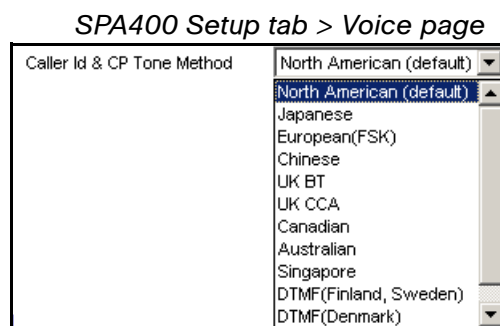 SPA400 Setup tab > Voice page
Caller Id & CP Tone Method North American (default)
North American (default)
Japanese
European(FSK)
Chinese
UK BT
UK CCA
Canadian
Australian
Singapore
DTMF(Finland, Sweden)
DTMF(Denmark)